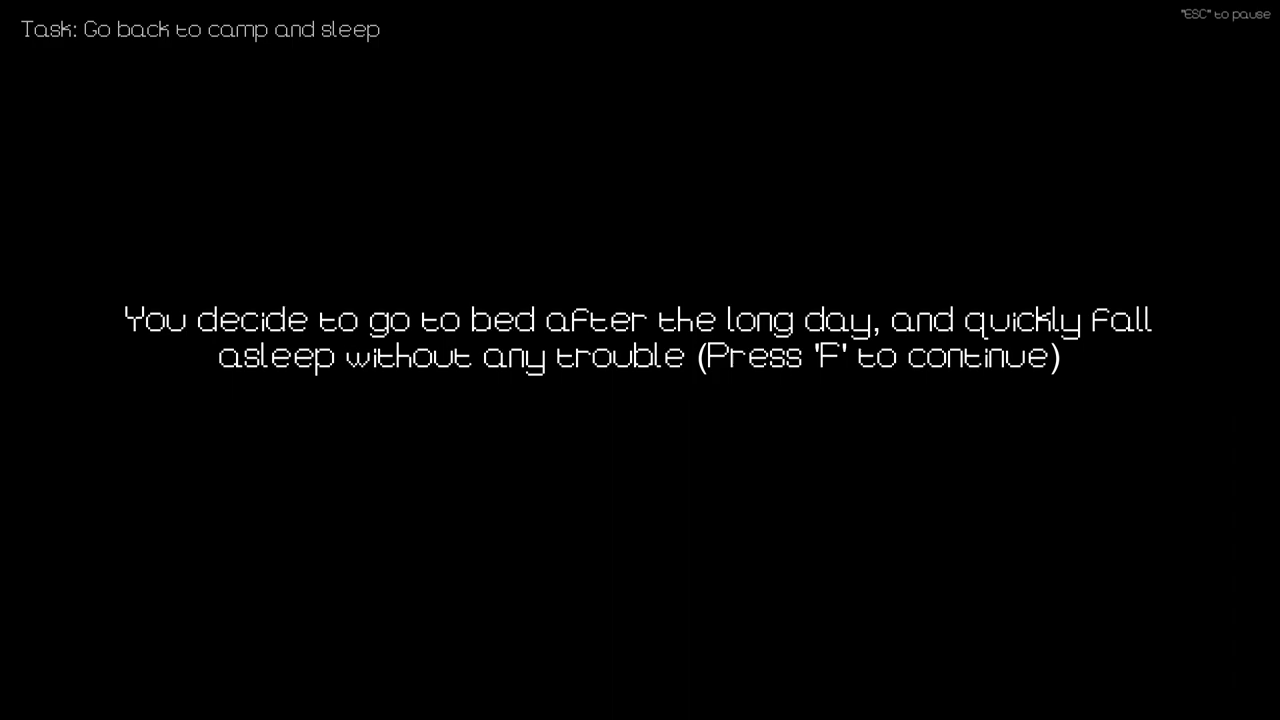 Task: Go back to camp and sleep
"ESC" to pause
You decide to go to bed after the long day, and quickly fall
asleep without any trouble (Press 'F' to continue)